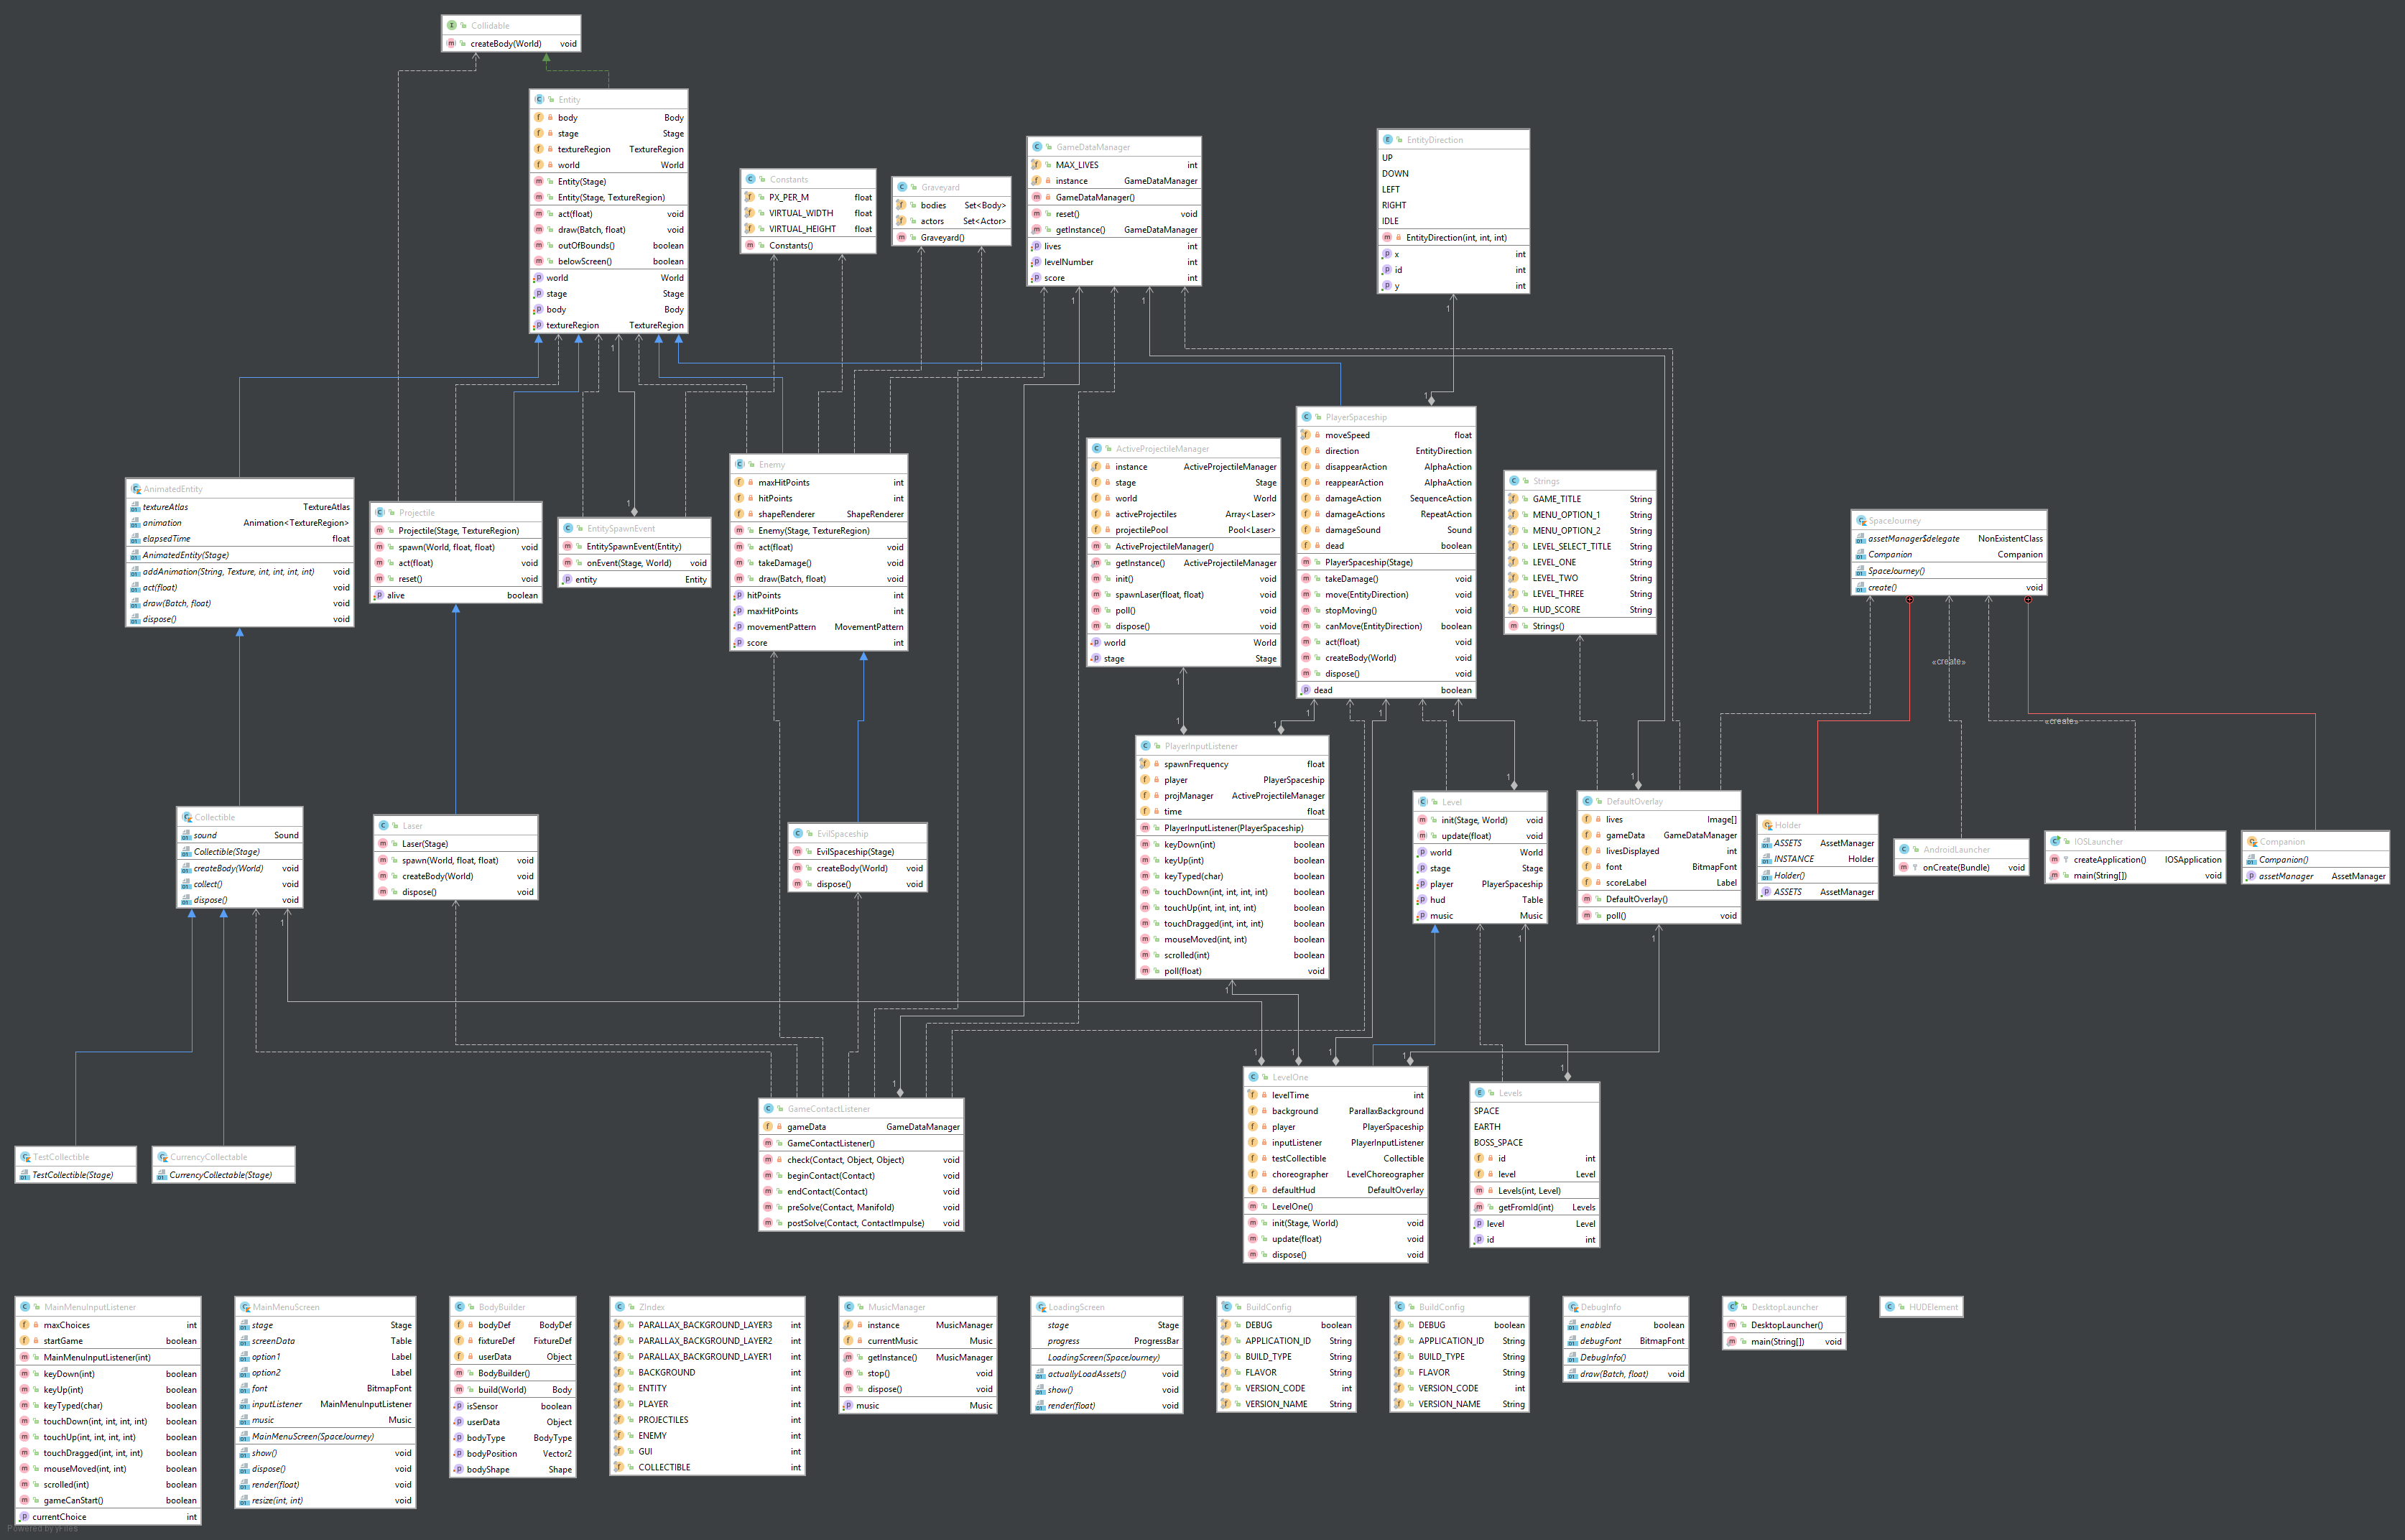 Collidable
createBody(World) void
Entity
body Body
stage Stage
textureRegion TextureRegion
world World
Entity(Stage)
Entity(Stage, TextureRegion)
act(float) void
draw(Batch, float) void
outOfBounds() boolean
belowScreen() boolean
world World
stage Stage
body Body
textureRegion TextureRegion
Constants
PX_PER_M float
VIRTUAL_WIDTH float
VIRTUAL_HEIGHT float
Constants()
Graveyard
bodies Set<Body>
actors Set<Actor>
Graveyard()
GameDataManager
MAX_LIVES int
instance GameDataManager
GameDataManager()
reset() void
getInstance() GameDataManager
lives int
levelNumber int
score int
EntityDirection
UP
DOWN
LEFT
RIGHT
IDLE
EntityDirection(int, int, int)
x int
id int
y int
AnimatedEntity
textureAtlas TextureAtlas
animation Animation<TextureRegion>
elapsedTime float
AnimatedEntity(Stage)
addAnimation(String, Texture, int, int, int, int) void
act(float) void
draw(Batch, float) void
dispose() void
Projectile
Projectile(Stage, TextureRegion)
spawn(World, float, float) void
act(float) void
reset() void
alive boolean
EntitySpawnEvent
EntitySpawnEvent(Entity)
onEvent(Stage, World) void
entity Entity
Enemy
maxHitPoints int
hitPoints int
shapeRenderer ShapeRenderer
Enemy(Stage, TextureRegion)
act(float) void
takeDamage() void
draw(Batch, float) void
hitPoints int
maxHitPoints int
movementPattern MovementPattern
score int
ActiveProjectileManager
instance ActiveProjectileManager
stage Stage
world World
activeProjectiles Array<Laser>
projectilePool Pool<Laser>
ActiveProjectileManager()
getInstance() ActiveProjectileManager
init() void
spawnLaser(float, float) void
poll() void
dispose() void
world World
stage Stage
PlayerSpaceship
moveSpeed float
direction EntityDirection
disappearAction AlphaAction
reappearAction AlphaAction
damageAction SequenceAction
damageActions RepeatAction
damageSound Sound
dead boolean
PlayerSpaceship(Stage)
takeDamage() void
move(EntityDirection) void
stopMoving() void
canMove(EntityDirection) boolean
act(float) void
createBody(World) void
dispose() void
dead boolean
Strings
GAME_TITLE String
MENU_OPTION_1 String
MENU_OPTION_2 String
LEVEL_SELECT_TITLE String
LEVEL_ONE String
LEVEL_TWO String
LEVEL_THREE String
HUD_SCORE String
Strings()
SpaceJourney
assetManager$delegate NonExistentClass
Companion Companion
SpaceJourney()
create() void
«create»
«create»
Collectible
sound Sound
Collectible(Stage)
createBody(World) void
collect() void
dispose() void
Laser
Laser(Stage)
spawn(World, float, float) void
createBody(World) void
dispose() void
EvilSpaceship
EvilSpaceship(Stage)
createBody(World) void
dispose() void
PlayerInputListener
spawnFrequency float
player PlayerSpaceship
projManager ActiveProjectileManager
time float
PlayerInputListener(PlayerSpaceship)
keyDown(int) boolean
keyUp(int) boolean
keyTyped(char) boolean
touchDown(int, int, int, int) boolean
touchUp(int, int, int, int) boolean
touchDragged(int, int, int) boolean
mouseMoved(int, int) boolean
scrolled(int) boolean
poll(float) void
Level
init(Stage, World) void
update(float) void
world World
stage Stage
player PlayerSpaceship
hud Table
music Music
DefaultOverlay
lives Image[]
gameData GameDataManager
livesDisplayed int
font BitmapFont
scoreLabel Label
DefaultOverlay()
poll() void
Holder
ASSETS AssetManager
INSTANCE Holder
Holder()
ASSETS AssetManager
AndroidLauncher
onCreate(Bundle) void
IOSLauncher
createApplication() IOSApplication
main(String[]) void
Companion
Companion()
assetManager AssetManager
TestCollectible
TestCollectible(Stage)
CurrencyCollectable
CurrencyCollectable(Stage)
GameContactListener
gameData GameDataManager
GameContactListener()
check(Contact, Object, Object) void
beginContact(Contact) void
endContact(Contact) void
preSolve(Contact, Manifold) void
postSolve(Contact, ContactImpulse) void
LevelOne
levelTime int
background ParallaxBackground
player PlayerSpaceship
inputListener PlayerInputListener
testCollectible Collectible
choreographer LevelChoreographer
defaultHud DefaultOverlay
LevelOne()
init(Stage, World) void
update(float) void
dispose() void
Levels
SPACE
EARTH
BOSS_SPACE
id int
level Level
Levels(int, Level)
getFromId(int) Levels
level Level
id int
MainMenuInputListener
maxChoices int
startGame boolean
MainMenuInputListener(int)
keyDown(int) boolean
keyUp(int) boolean
keyTyped(char) boolean
touchDown(int, int, int, int) boolean
touchUp(int, int, int, int) boolean
touchDragged(int, int, int) boolean
mouseMoved(int, int) boolean
scrolled(int) boolean
gameCanStart() boolean
currentChoice int
MainMenuScreen
stage Stage
screenData Table
option1 Label
option2 Label
font BitmapFont
inputListener MainMenuInputListener
music Music
MainMenuScreen(SpaceJourney)
show() void
dispose() void
render(float) void
resize(int, int) void
BodyBuilder
bodyDef BodyDef
fixtureDef FixtureDef
userData Object
BodyBuilder()
build(World) Body
isSensor boolean
userData Object
bodyType BodyType
bodyPosition Vector2
bodyShape Shape
ZIndex
PARALLAX_BACKGROUND_LAYER3 int
PARALLAX_BACKGROUND_LAYER2 int
PARALLAX_BACKGROUND_LAYER1 int
BACKGROUND int
ENTITY int
PLAYER int
PROJECTILES int
ENEMY int
GUI int
COLLECTIBLE int
MusicManager
instance MusicManager
currentMusic Music
getInstance() MusicManager
stop() void
dispose() void
music Music
LoadingScreen
stage Stage
progress ProgressBar
LoadingScreen(SpaceJourney)
actuallyLoadAssets() void
show() void
render(float) void
BuildConfig
DEBUG boolean
APPLICATION_ID String
BUILD_TYPE String
FLAVOR String
VERSION_CODE int
VERSION_NAME String
BuildConfig
DEBUG boolean
APPLICATION_ID String
BUILD_TYPE String
FLAVOR String
VERSION_CODE int
VERSION_NAME String
DebugInfo
enabled boolean
debugFont BitmapFont
DebugInfo()
draw(Batch, float) void
DesktopLauncher
DesktopLauncher()
main(String[]) void
HUDElement
Powered by yFiles